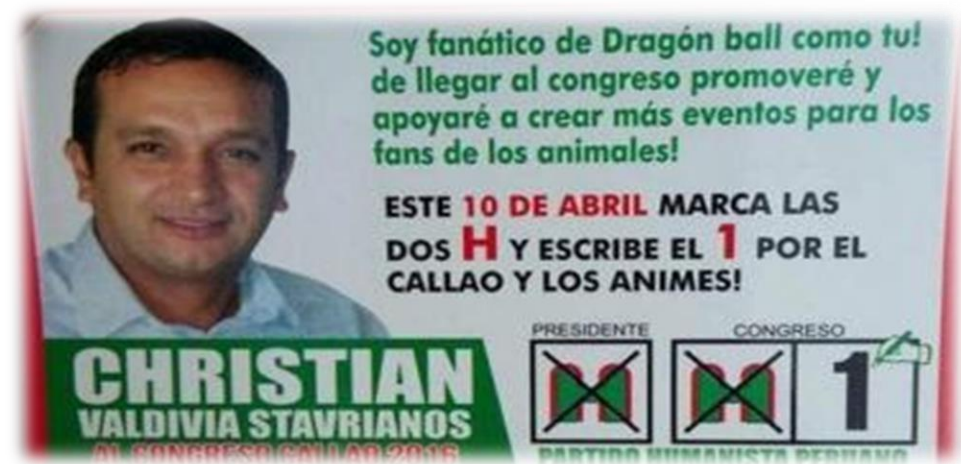 Soy fanático de Dragón ball como tu!
de llegar al congreso promoveré y
apoyaré a crear más eventos para los
fans de los animales!
ESTE 10 DE ABRIL MARCA LAS
DOS H Y ESCRIBE EL 1 POR EL
CALLAO Y LOS ANIMES!
PRESIDENTE CONGRESO
H H 1
CHRISTIAN
VALDIVIA STAVRIANOS
AL CONGRESO CALLAO 2016
PARTIDO HUMANISTA PERUANO